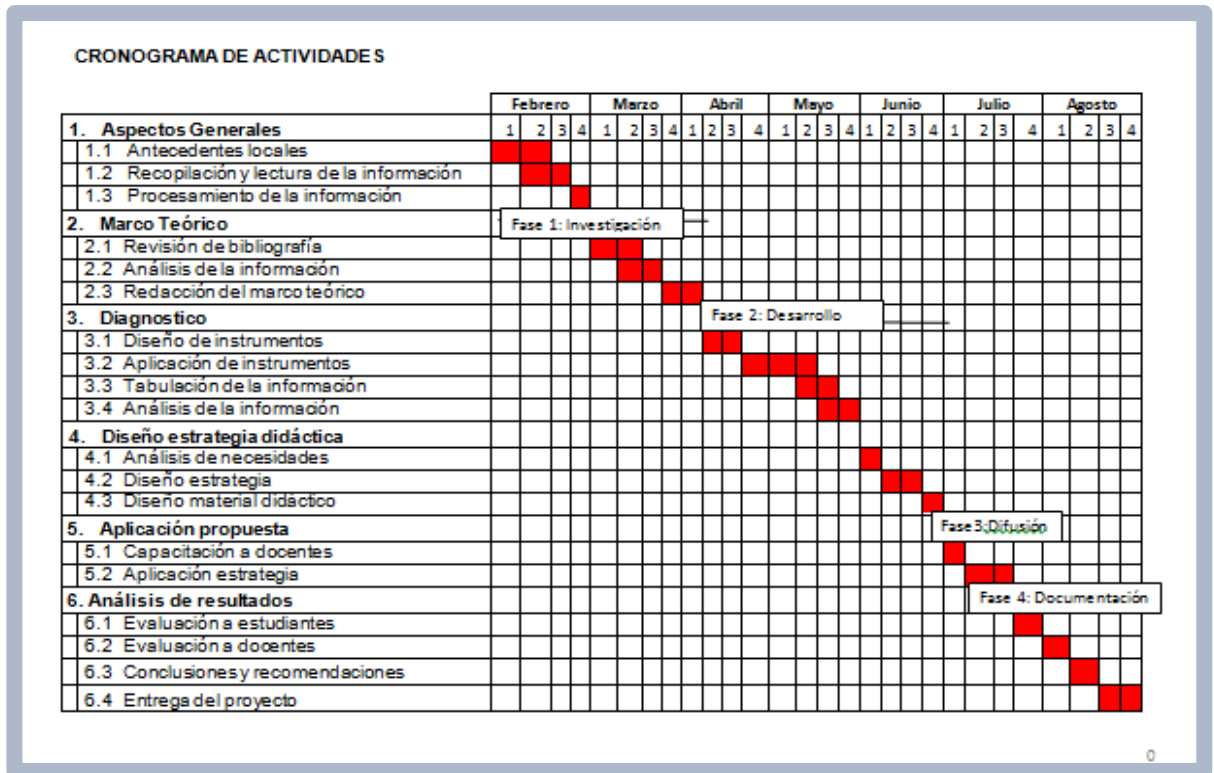 CRONOGRAMA DE ACTIVIDADES
Febrero Marzo Abril Mayo Junio Julio Agosto
1. Aspectos Generales 1 2 3 4 1 2 3 4 1 2 3 4 1 2 3 4 1 2 3 4 1 2 3 4 1 2 3 4
1.1 Antecedentes locales
1.2 Recopilación y lectura de la información
1.3 Procesamiento de la información
2. Marco Teórico Fase 1: Investigación
2.1 Revisión de bibliografía
2.2 Análisis de la información
2.3 Redacción del marco teórico
3. Diagnostico Fase 2: Desarrollo
3.1 Diseño de instrumentos
3.2 Aplicación de instrumentos
3.3 Tabulación de la información
3.4 Análisis de la información
4. Diseño estrategia didáctica
4.1 Análisis de necesidades
4.2 Diseño estrategia
4.3 Diseño material didáctico
5. Aplicación propuesta Fase3:Difusión
5.1 Capacitación a docentes
5.2 Aplicación estrategia
6. Análisis de resultados Fase 4: Documentación
6.1 Evaluación a estudiantes
6.2 Evaluación a docentes
6.3 Conclusiones y recomendaciones
6.4 Entrega del proyecto
0